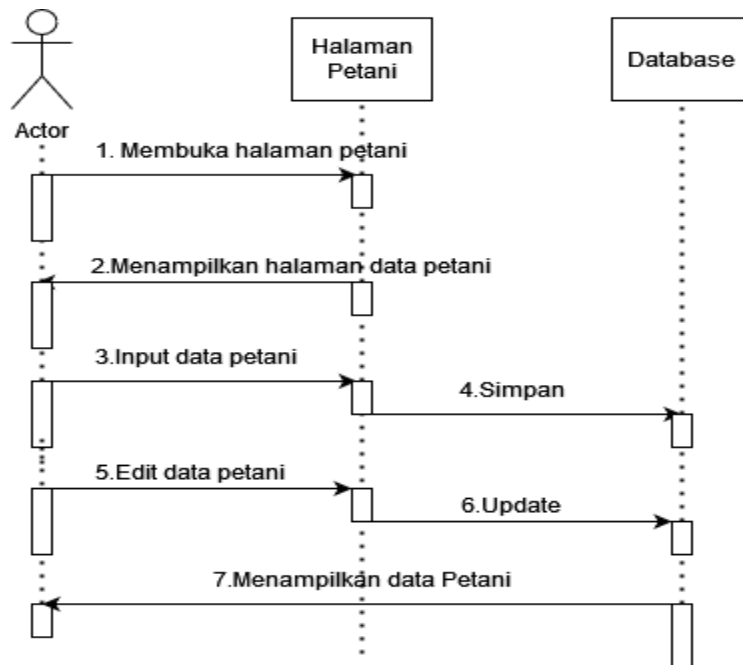 Halaman
Petani
Database
Actor
1. Membuka halaman petani
2.Menampilkan halaman data petani
3.Input data petani
4.Simpan
5.Edit data petani
6.Update
7.Menampilkan data Petani